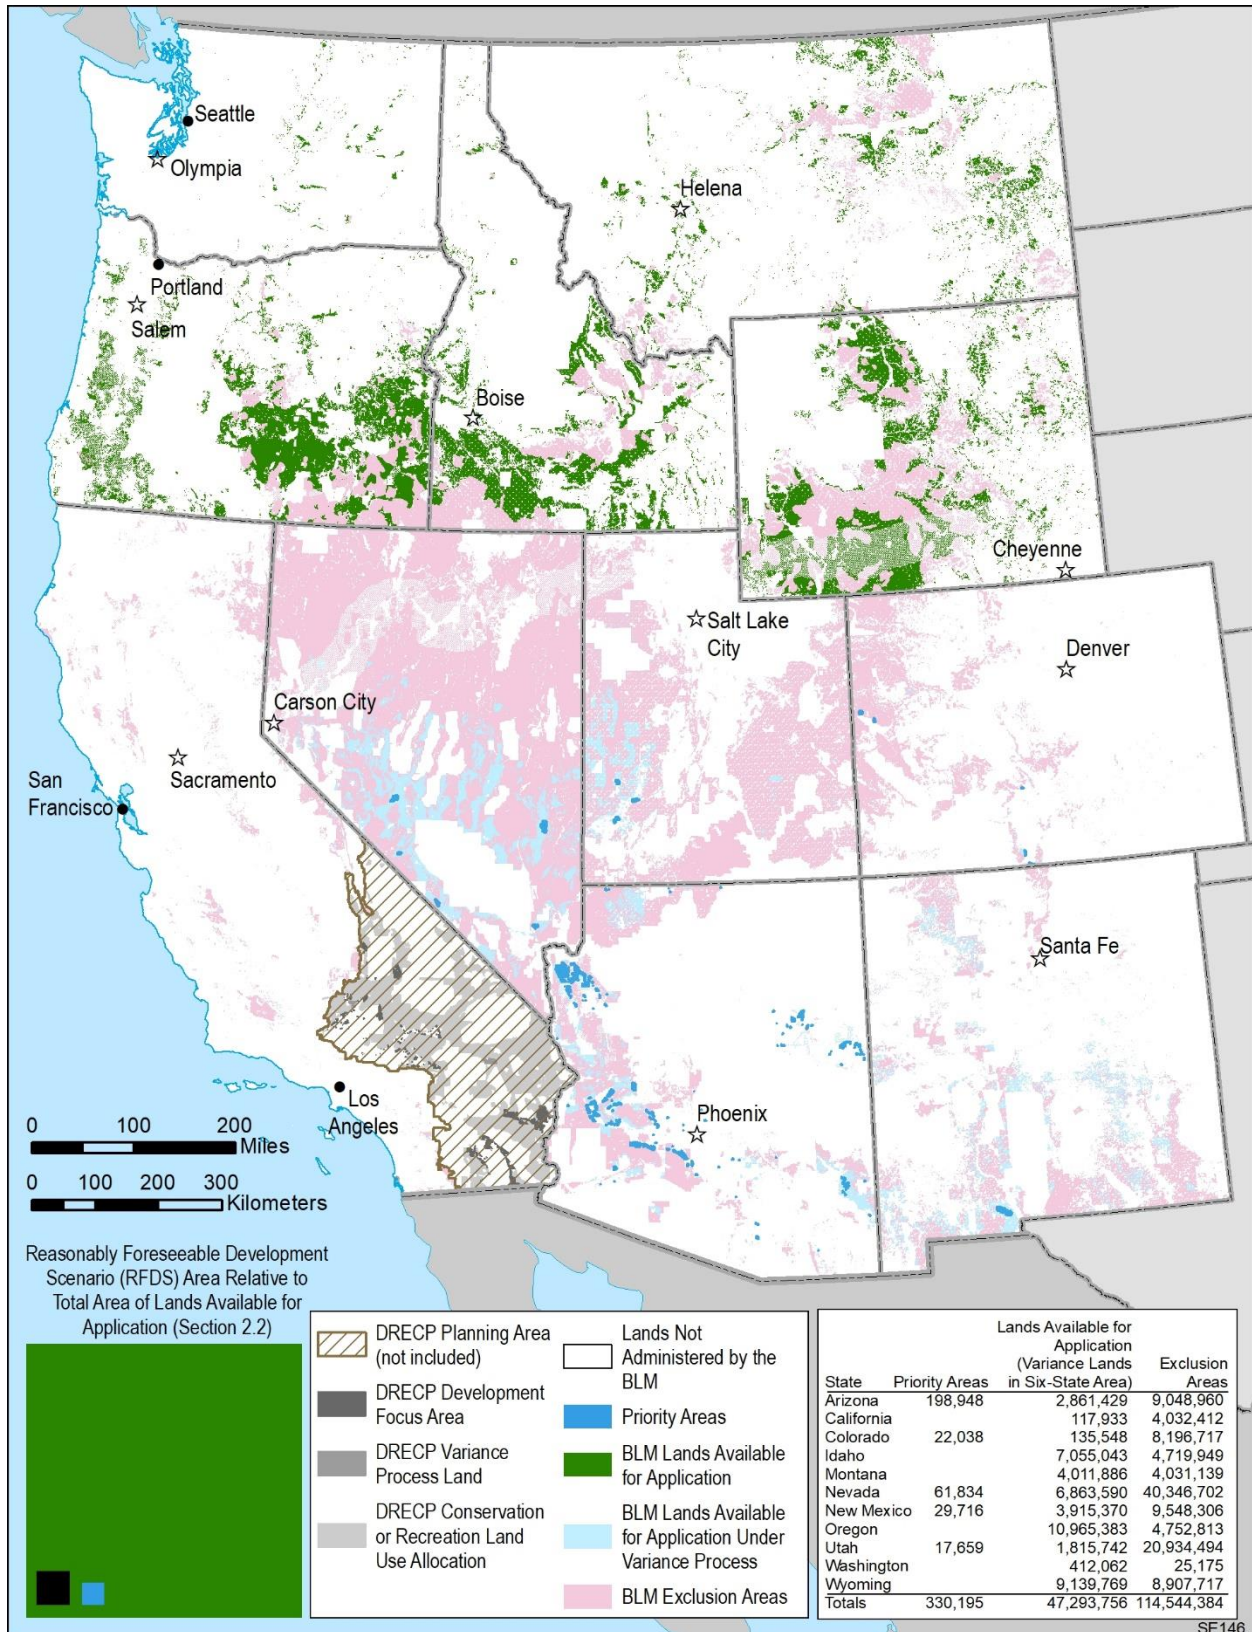 Seattle
Olympia
Helena
Portland
Salem
Boise
Cheyenne
Salt Lake
City
Denver
Carson City
Sacramento
San
Francisco
Santa Fe
Los
Angeles
Phoenix
0 100 200
Miles
0 100 200 300
Kilometers
Reasonably Foreseeable Development
Scenario (RFDS) Area Relative to
Total Area of Lands Available for
Application (Section 2.2)
DRECP Planning Area
(not included)
DRECP Development
Focus Area
DRECP Variance
Process Land
DRECP Conservation
or Recreation Land
Use Allocation
Lands Not
Administered by the
BLM
Priority Areas
BLM Lands Available
for Application
BLM Lands Available
for Application Under
Variance Process
BLM Exclusion Areas
Lands Available for
Application
(Variance Lands Exclusion
State Priority Areas in Six-State Area) Areas
Arizona 198,948 2,861,429 9,048,960
California 117,933 4,032,412
Colorado 22,038 135,548 8,196,717
Idaho 7,055,043 4,719,949
Montana 4,011,886 4,031,139
Nevada 61,834 6,863,590 40,346,702
New Mexico 29,716 3,915,370 9,548,306
Oregon 10,965,383 4,752,813
Utah 17,659 1,815,742 20,934,494
Washington 412,062 25,175
Wyoming 9,139,769 8,907,717
Totals 330,195 47,293,756 114,544,384
SE146